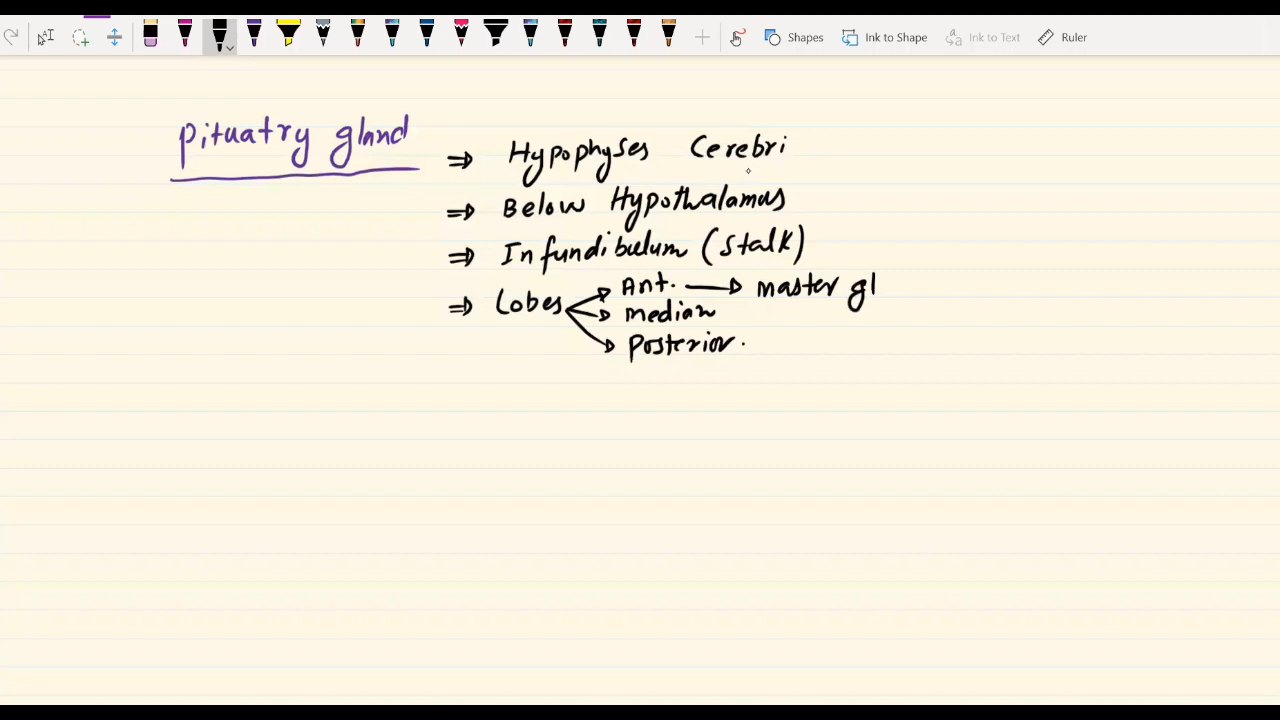 Shapes Ink to Shape Ink to Text Ruler
Pituatry gland
⇒ Hypophyses Cerebri
⇒ Below Hypothalamus
⇒ Infundibulum (stalk)
⇒ Lobes → Ant. → master gl
→ median
→ Posterior.